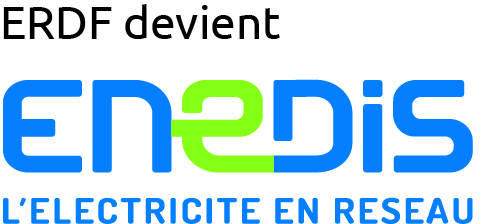 ERDF devient
eNeDiS
L'ELECTRICITE EN RESEAU